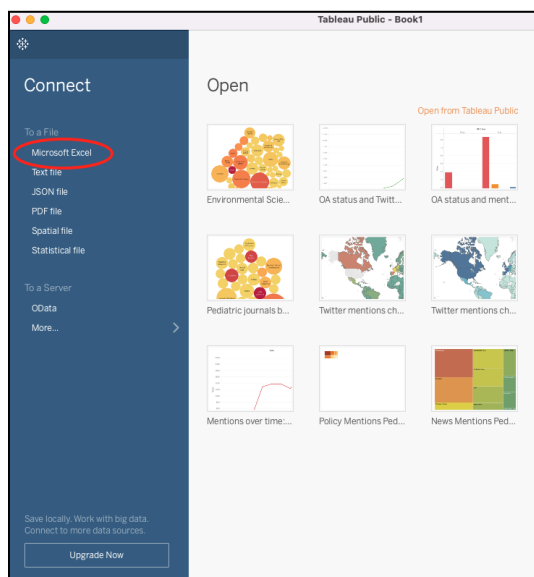 Tableau Public - Book1
Connect
To a File
Microsoft Excel
Text file
JSON file
PDF file
Spatial file
Statistical file
To a Server
OData
More...
Save locally. Work with big data.
Connect to more data sources.
Upgrade Now
Open
Open from Tableau Public
Environmental Scie...
OA status and Twitt...
OA status and ment...
Pediatric journals b...
Twitter mentions ch...
Twitter mentions ch...
Mentions over time:...
Policy Mentions Ped...
News Mentions Ped...